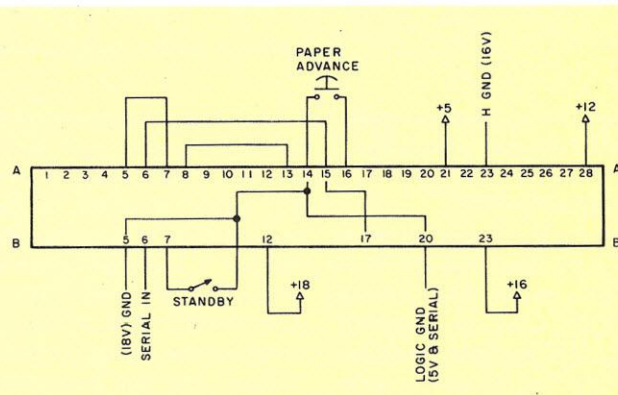 PAPER
ADVANCE
H GND (16V)
+5
+12
A 1 2 3 4 5 6 7 8 9 10 11 12 13 14 15 16 17 18 19 20 21 22 23 24 25 26 27 28 A
B 5 6 7 12 17 20 23 B
(18V) GND
SERIAL IN
STANDBY
+18
LOGIC GND
(5V & SERIAL)
+16